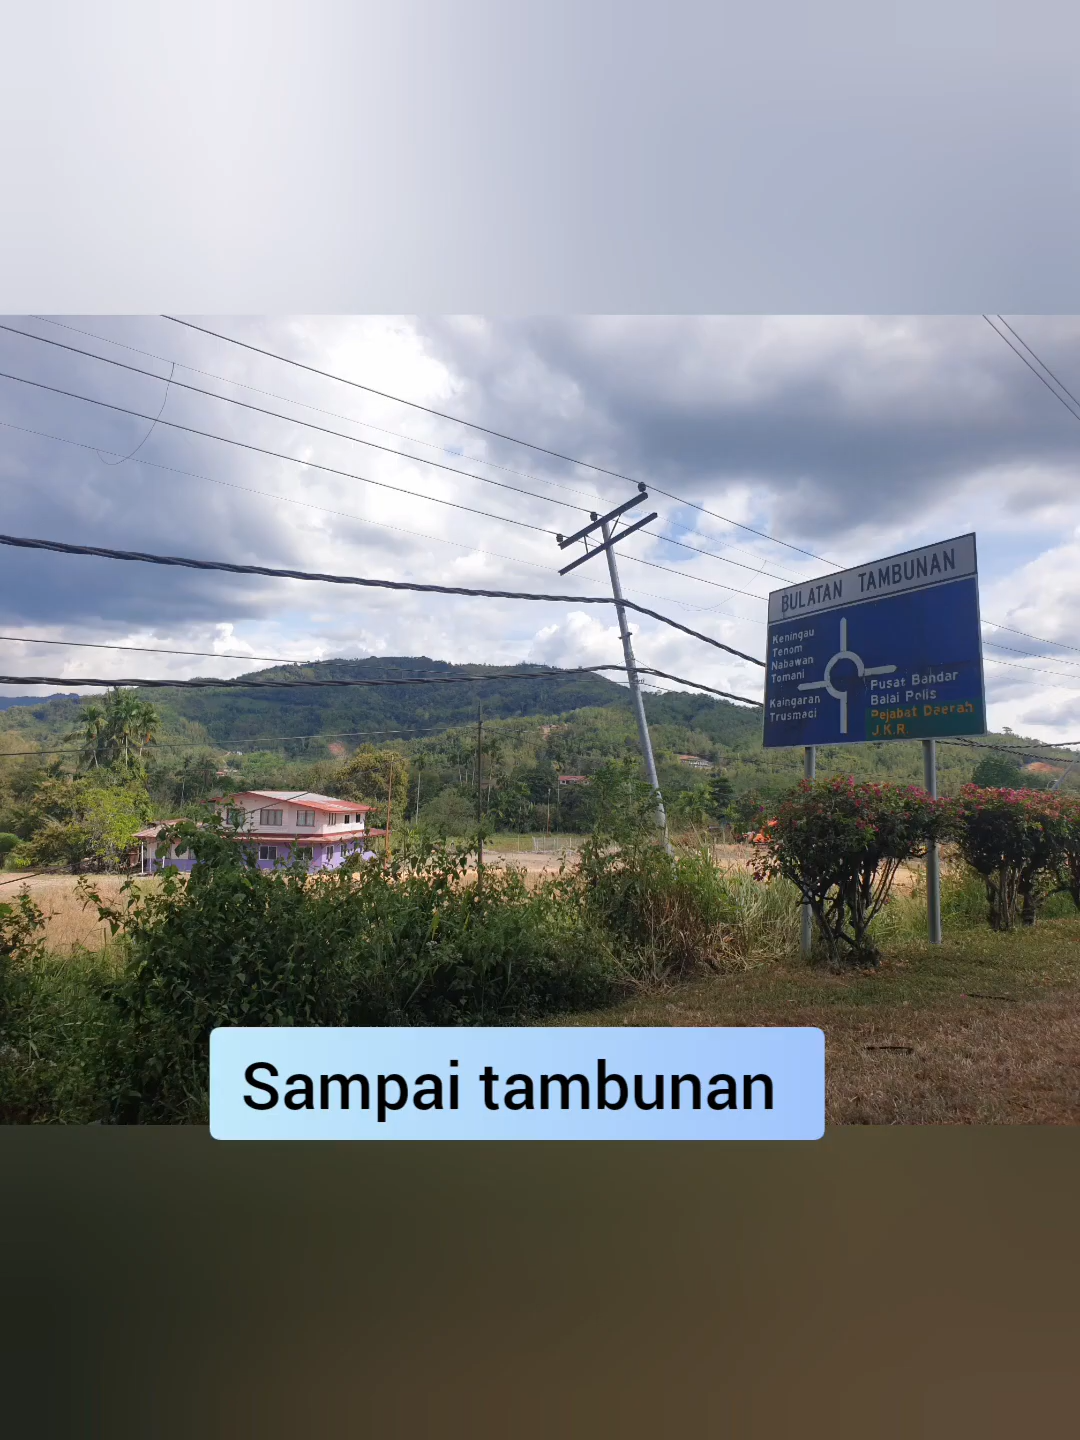 BULATAN TAMBUNAN
Keningau
Tenom
Nabawan
Tomani
Kaingaran
Trusmadi
Pusat Bandar
Balai Polis
Pejabat Daerah
J.K.R.
Sampai tambunan